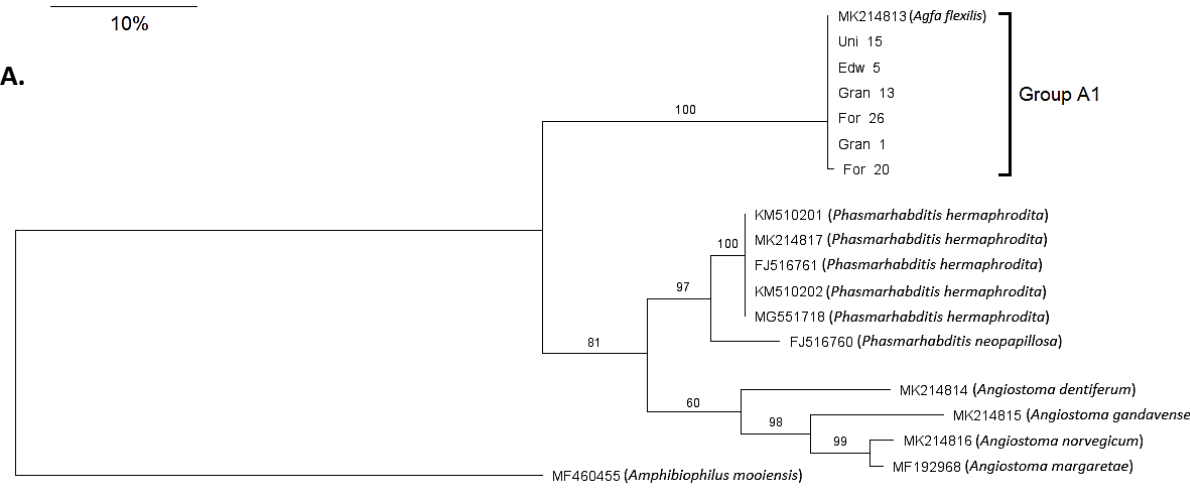 10%
A.
MK214813 (Agfa flexilis)
Uni 15
Edw 5
Gran 13
For 26
Gran 1
For 20
Group A1
100
KM510201 (Phasmarhabditis hermaphrodita)
MK214817 (Phasmarhabditis hermaphrodita)
100
FJ516761 (Phasmarhabditis hermaphrodita)
KM510202 (Phasmarhabditis hermaphrodita)
97
MG551718 (Phasmarhabditis hermaphrodita)
FJ516760 (Phasmarhabditis neopapillosa)
81
MK214814 (Angiostoma dentiferum)
60
MK214815 (Angiostoma gandavense
98
MK214816 (Angiostoma norvegicum)
99
MF192968 (Angiostoma margaretae)
MF460455 (Amphibiophilus mooiensis)